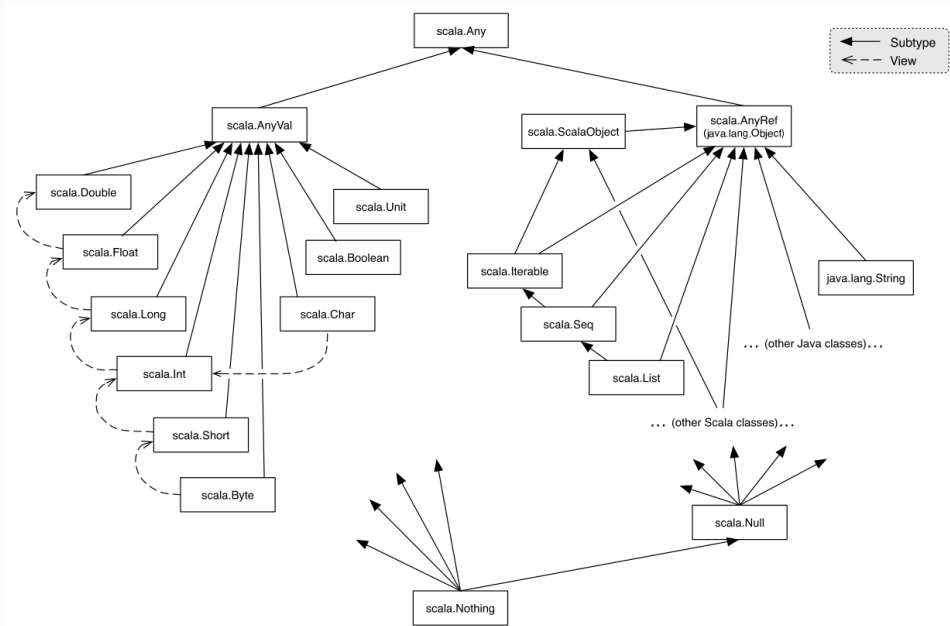 scala.Any
Subtype
View
scala.AnyVal
scala.ScalaObject
scala.AnyRef
(java.lang.Object)
scala.Double
scala.Unit
scala.Float
scala.Boolean
scala.Iterable
java.lang.String
scala.Long
scala.Char
scala.Seq
... (other Java classes)...
scala.Int
scala.List
scala.Short
... (other Scala classes)...
scala.Byte
scala.Null
scala.Nothing